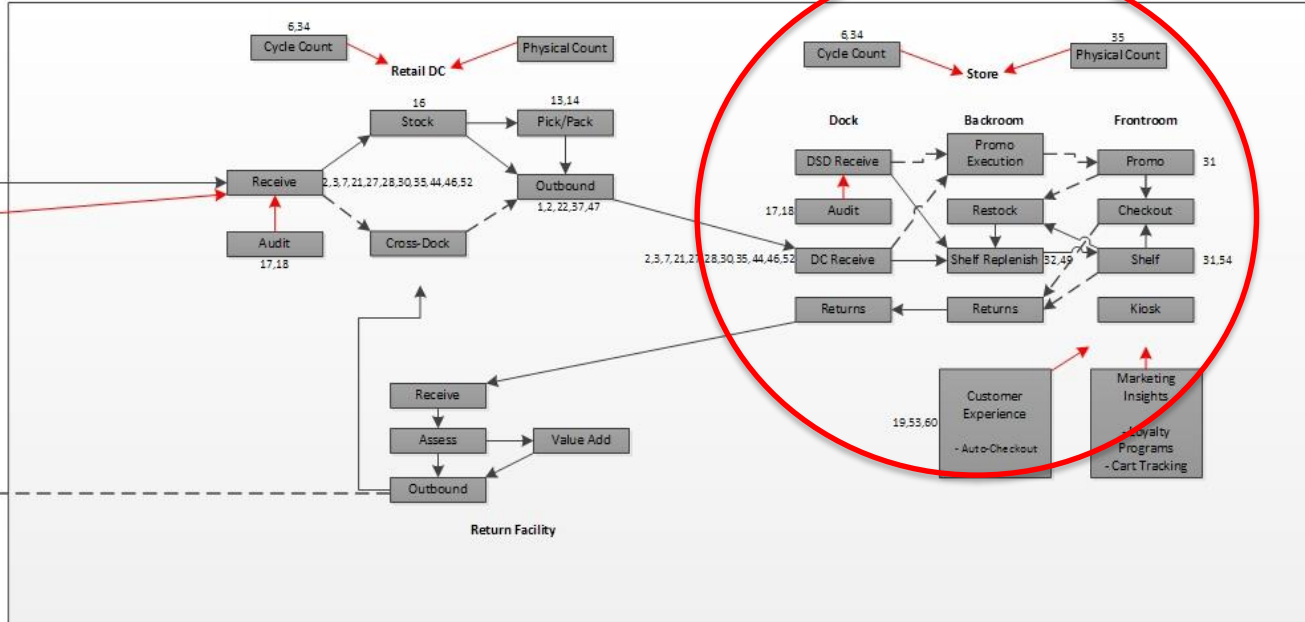 6,34
Cycle Count
Physical Count
Retail DC
16
Stock
13,14
Pick/Pack
Receive
2,3,7,21,27,28,30,35,44,46,52
Outbound
1,2,22,37,47
Audit
17,18
Cross-Dock
6,34
Cycle Count
35
Physical Count
Store
Dock
Backroom
Frontroom
DSD Receive
Promo
Execution
Promo
31
17,18
Audit
Restock
Checkout
2,3,7,21,27,28,30,35,44,46,52
DC Receive
Shelf Replenish
32,49
Shelf
31,54
Returns
Returns
Kiosk
19,53,60
Customer
Experience
- Auto-Checkout
Marketing
Insights
- Loyalty
Programs
- Cart Tracking
Receive
Assess
Value Add
Outbound
Return Facility